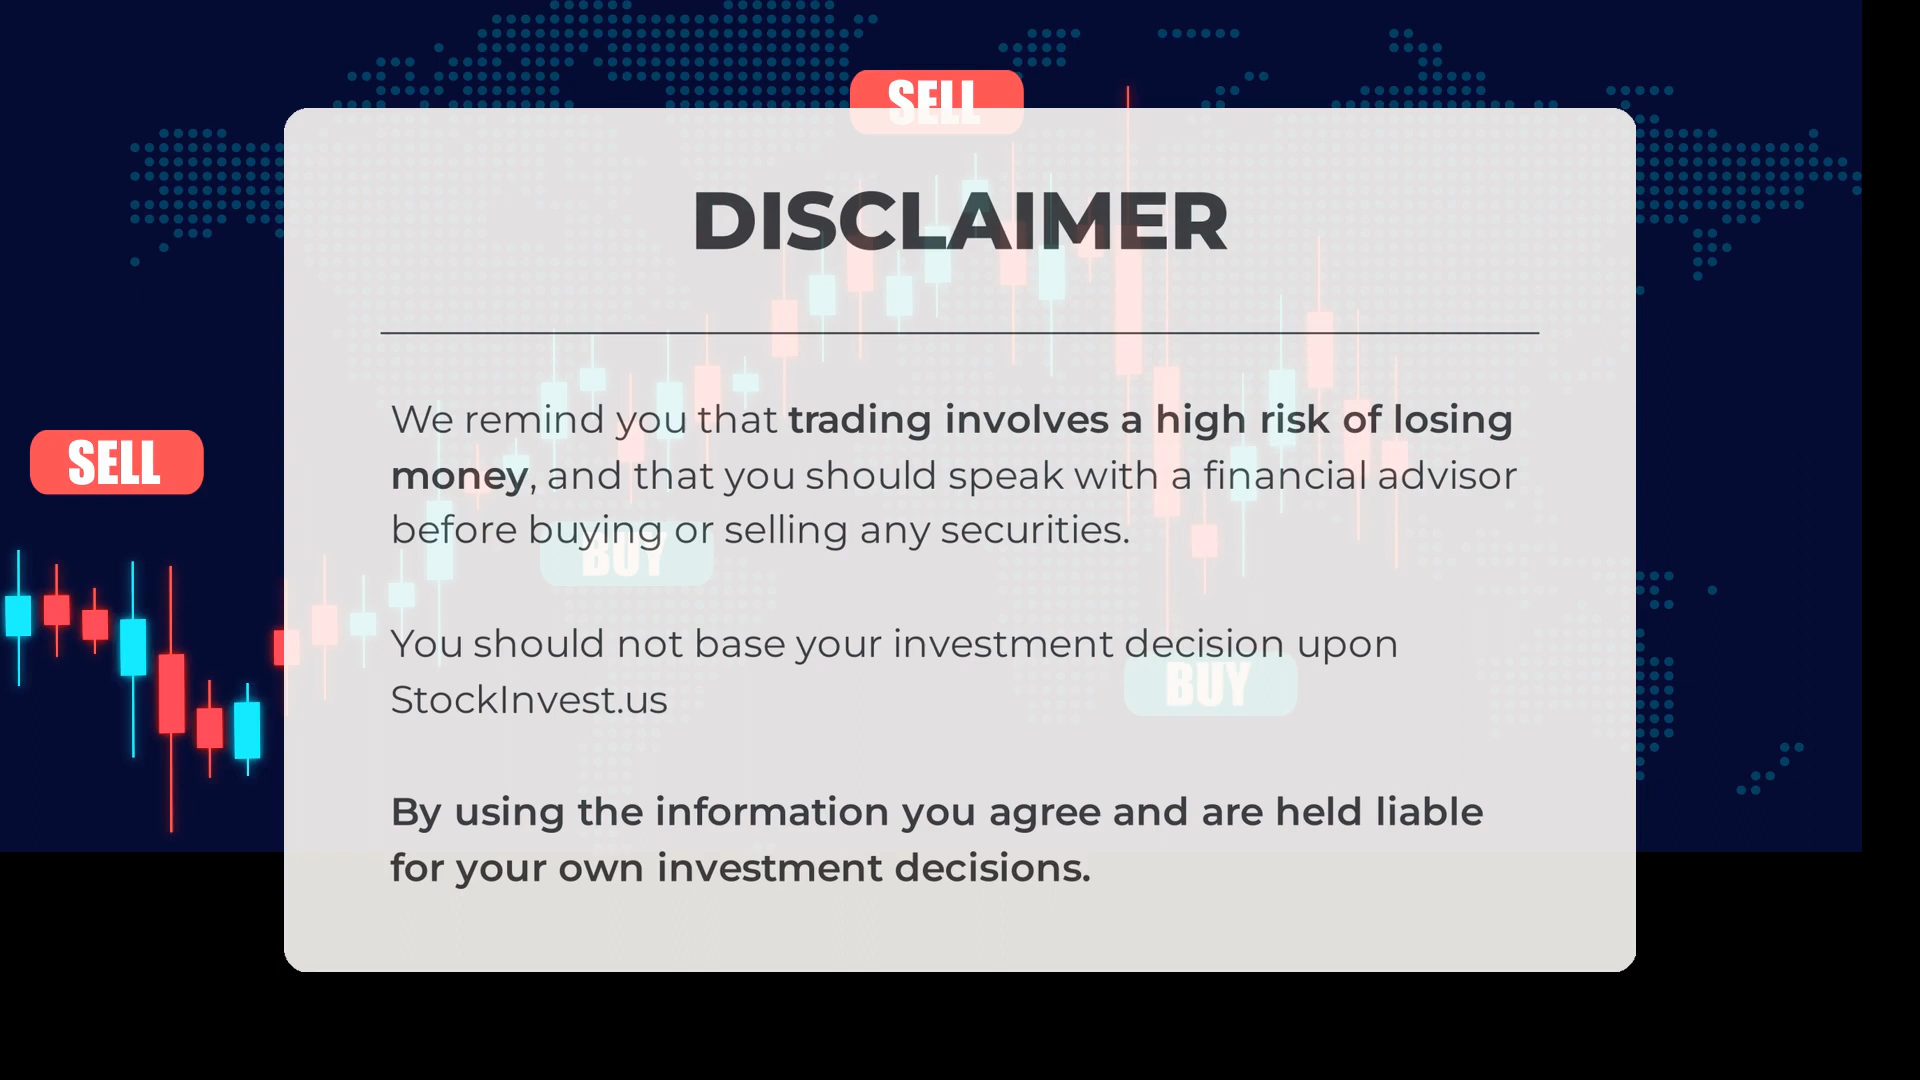 SELL
DISCLAIMER
We remind you that trading involves a high risk of losing
money, and that you should speak with a financial advisor
before buying or selling any securities.
SELL
BUY
You should not base your investment decision upon
StockInvest.us
BUY
By using the information you agree and are held liable
for your own investment decisions.